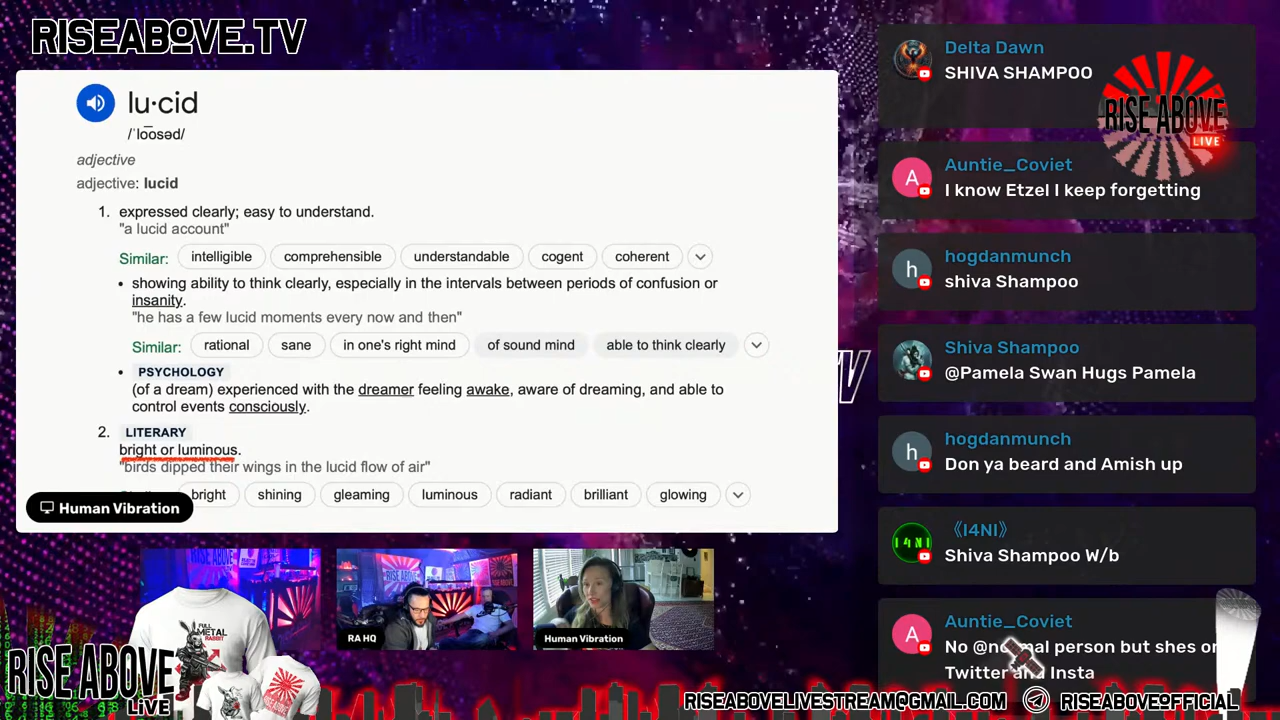 RISEABOVE.TV
lu·cid
/ˈlo͞osəd/
adjective
adjective: lucid
1. expressed clearly; easy to understand.
"a lucid account"
Similar: intelligible comprehensible understandable cogent coherent
• showing ability to think clearly, especially in the intervals between periods of confusion or
insanity.
"he has a few lucid moments every now and then"
Similar: rational sane in one's right mind of sound mind able to think clearly
• PSYCHOLOGY
(of a dream) experienced with the dreamer feeling awake, aware of dreaming, and able to
control events consciously.
2. LITERARY
bright or luminous.
"birds dipped their wings in the lucid flow of air"
bright shining gleaming luminous radiant brilliant glowing
Human Vibration
RA HQ
Human Vibration
FULL
METAL
RABBIT
RISE ABOVE
LIVE
Delta Dawn
SHIVA SHAMPOO
RISE ABOVE
LIVE
A
Auntie_Coviet
I know Etzel I keep forgetting
h
hogdanmunch
shiva Shampoo
Shiva Shampoo
@Pamela Swan Hugs Pamela
h
hogdanmunch
Don ya beard and Amish up
I4NI
《I4NI》
Shiva Shampoo W/b
A
Auntie_Coviet
No person but shes
Twitter and Insta
RISEABOVELIVESTREAM@GMAIL.COM RISEABOVEOFFICIAL